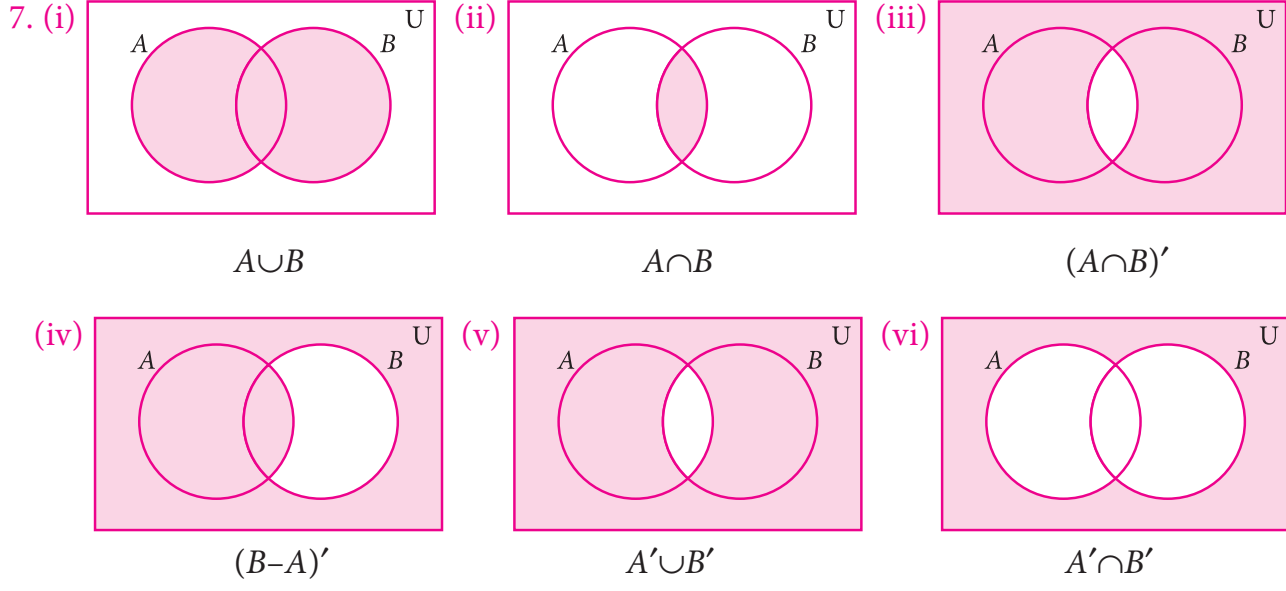 7. (i) A B U (ii) A B U (iii) A B U
A∪B A∩B (A∩B)′
(iv) A B U (v) A B U (vi) A B U
(B–A)′ A′∪B′ A′∩B′